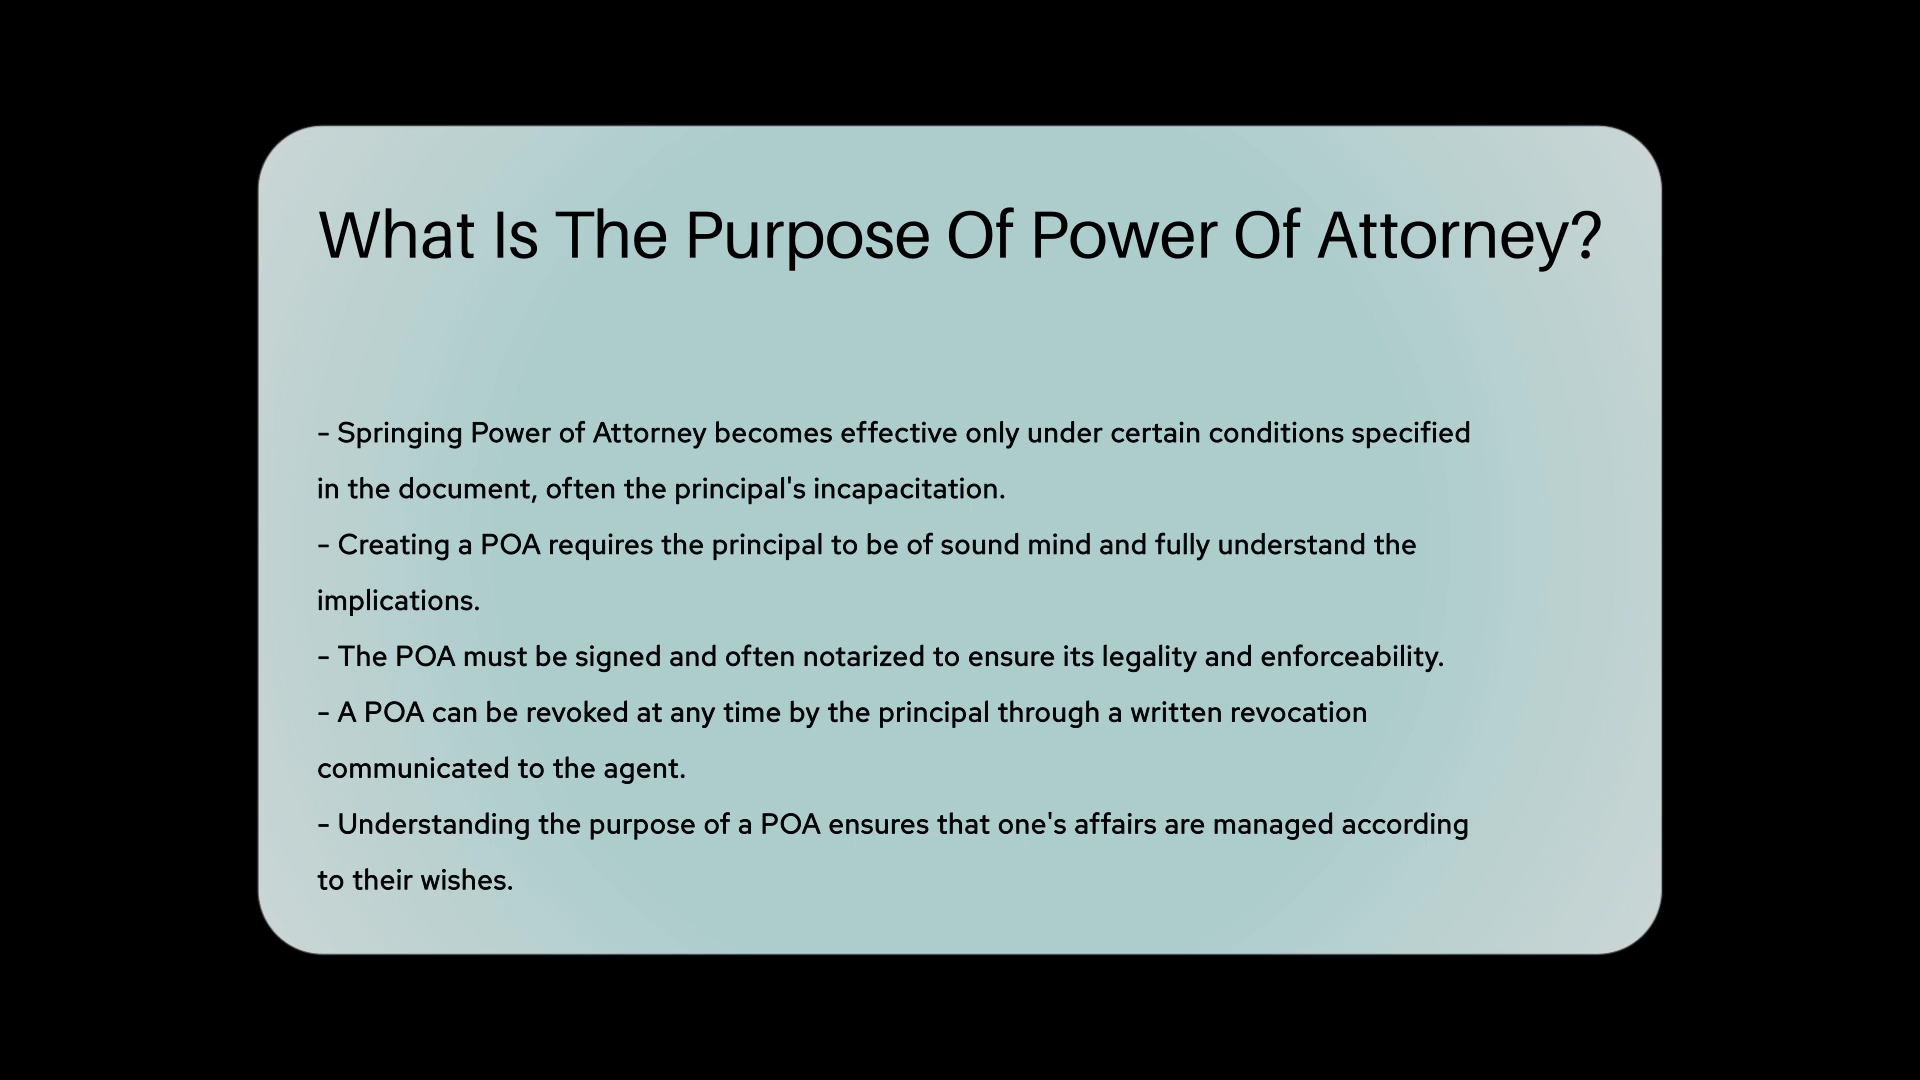 What Is The Purpose Of Power Of Attorney?
- Springing Power of Attorney becomes effective only under certain conditions specified
in the document, often the principal's incapacitation.
- Creating a POA requires the principal to be of sound mind and fully understand the
implications.
- The POA must be signed and often notarized to ensure its legality and enforceability.
- A POA can be revoked at any time by the principal through a written revocation
communicated to the agent.
- Understanding the purpose of a POA ensures that one's affairs are managed according
to their wishes.